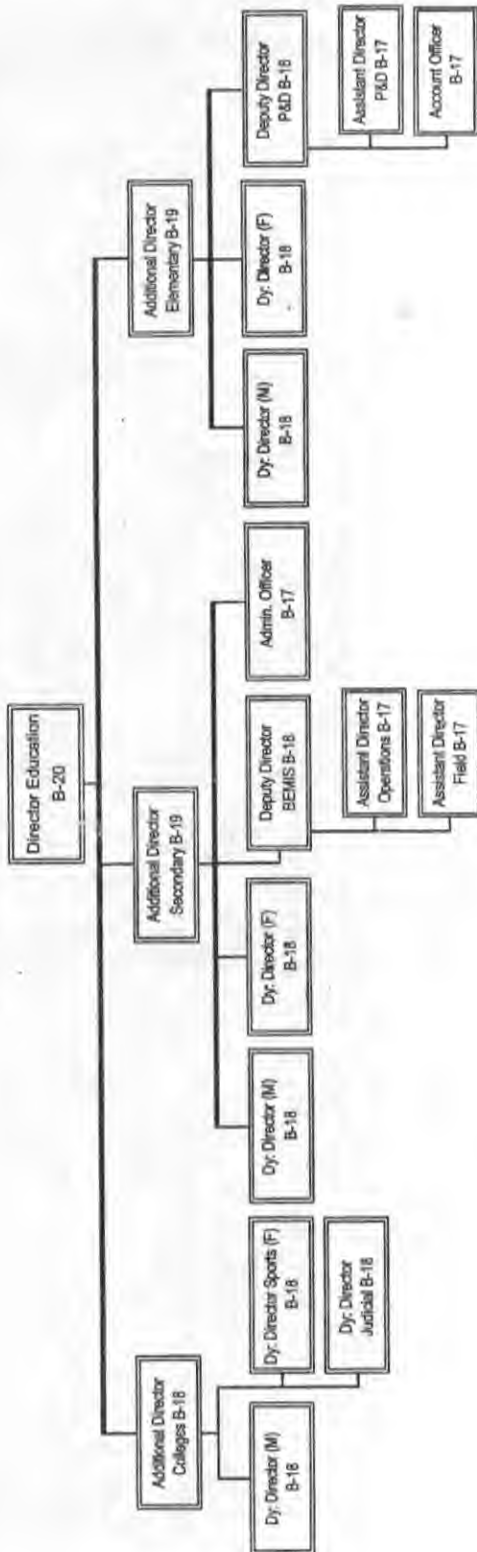 Director Education
B-20
Additional Director
Colleges B-18
Additional Director
Secondary B-19
Additional Director
Elementary B-19
Dy: Director (M)
B-18
Dy: Director Sports (F)
B-18
Dy: Director
Judicial B-18
Dy: Director (M)
B-18
Dy: Director (F)
B-18
Deputy Director
BEMIS B-18
Admin. Officer
B-17
Assistant Director
Operations B-17
Assistant Director
Field B-17
Dy: Director (M)
B-18
Dy: Director (F)
B-18
Deputy Director
P&D B-18
Assistant Director
P&D B-17
Account Officer
B-17